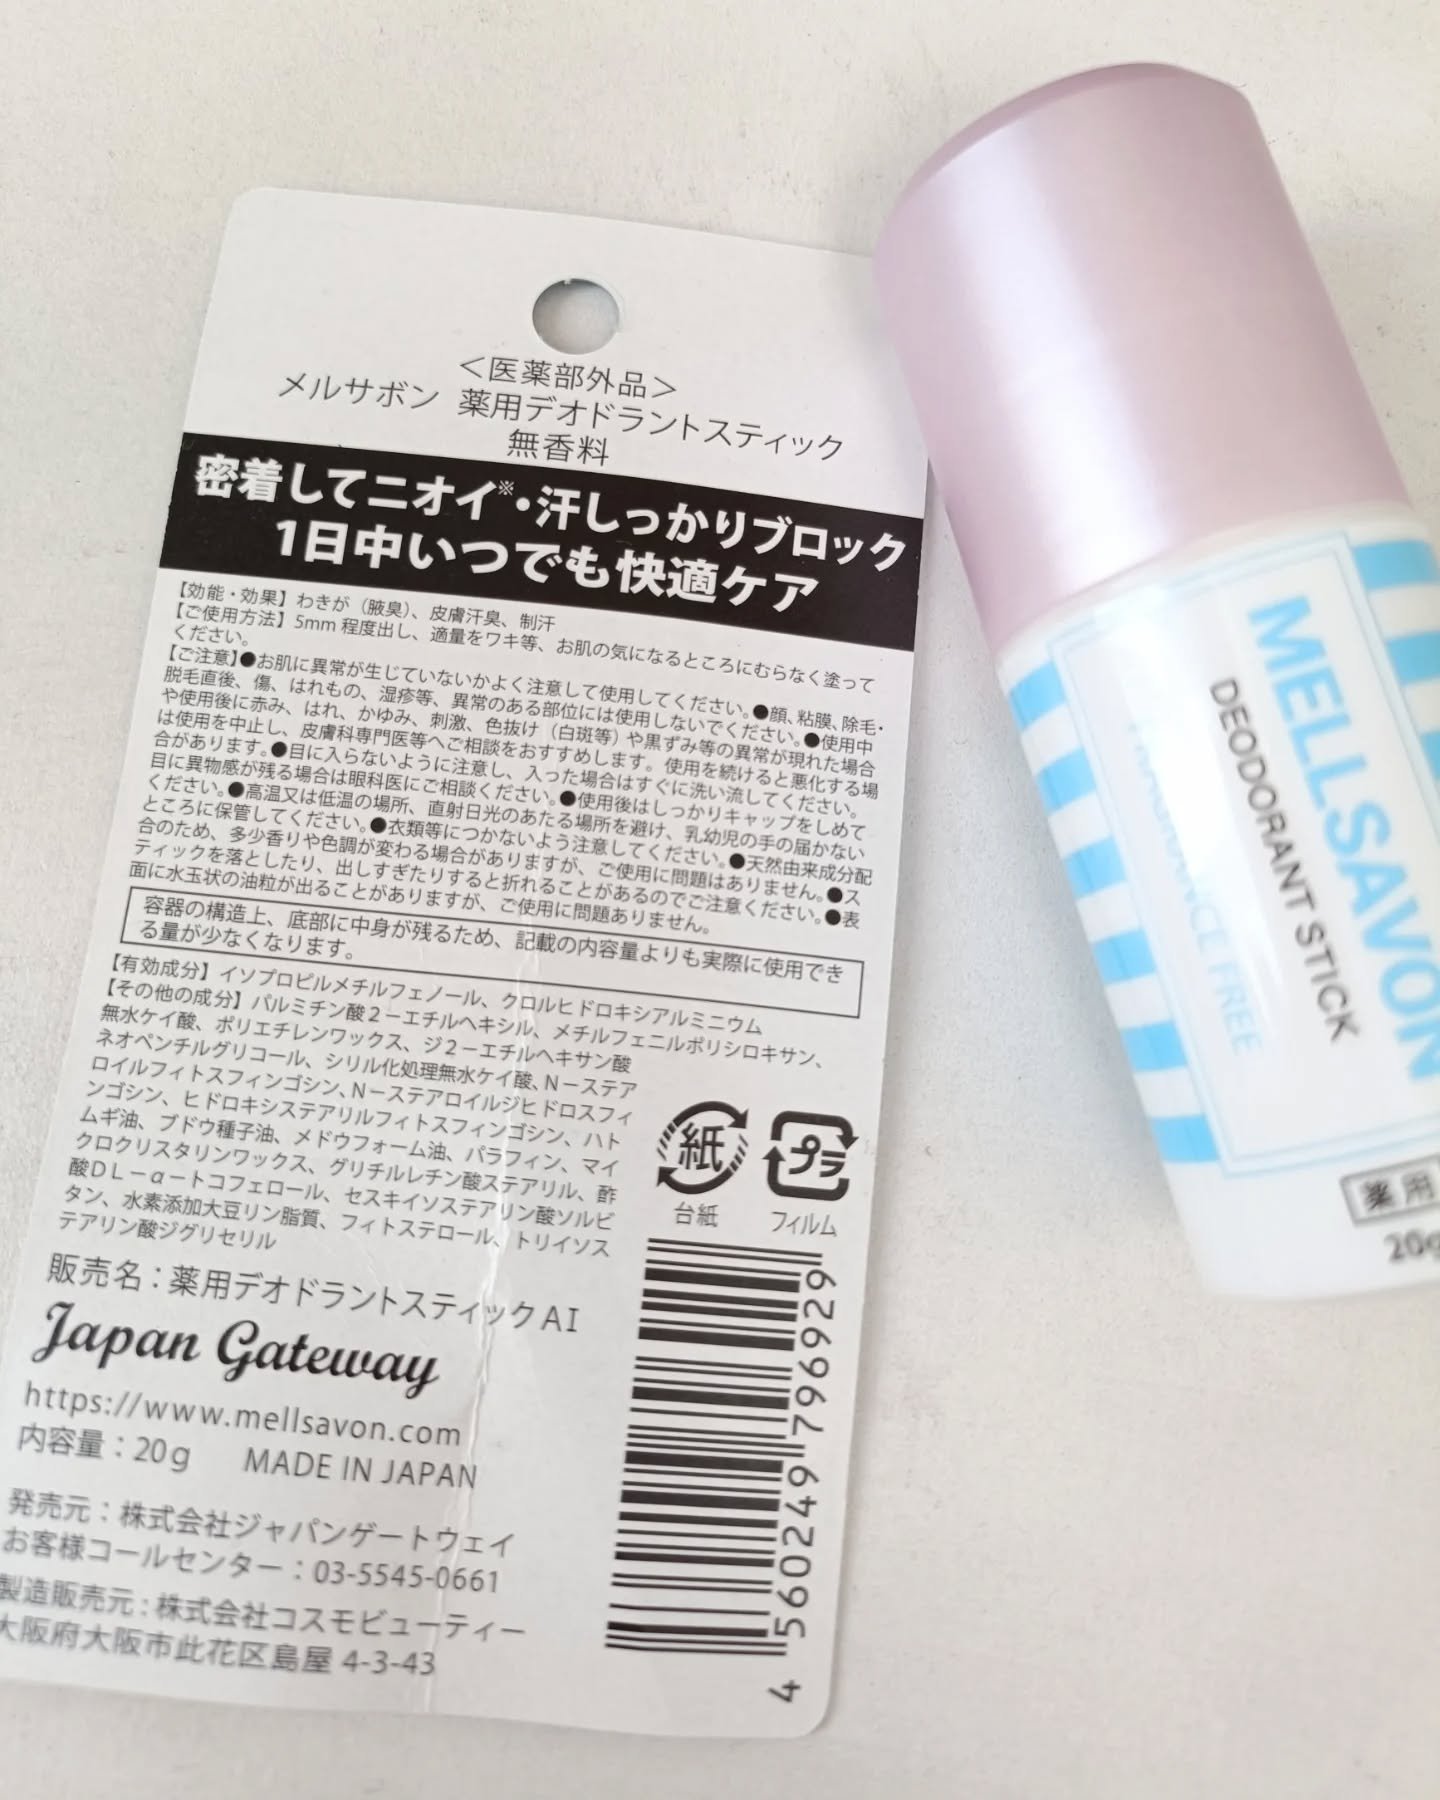 <医薬部外品>
メルサボン 薬用デオドラントスティック
無香料
密着してニオイ※・汗しっかりブロック
1日中いつでも快適ケア
【効能・効果】わきが（腋臭）、皮膚汗臭、制汗
【ご使用方法】5mm 程度出し、適量をワキ等、お肌の気になるところにむらなく塗って
ください。
【ご注意】●お肌に異常が生じていないかよく注意して使用してください。●顔、粘膜、除毛・
脱毛直後、傷、はれもの、湿疹等、異常のある部位には使用しないでください。●使用中
や使用後に赤み、はれ、かゆみ、刺激、色抜け（白斑等）や黒ずみ等の異常が現れた場合
は使用を中止し、皮膚科専門医等へご相談をおすすめします。使用を続けると悪化する場
合があります。●目に入らないように注意し、入った場合はすぐに洗い流してください。
目に異物感が残る場合は眼科医にご相談ください。●使用後はしっかりキャップをしめて
ください。●高温又は低温の場所、直射日光のあたる場所を避け、乳幼児の手の届かない
ところに保管してください。●衣類等につかないよう注意してください。●天然由来成分配
合のため、多少香りや色調が変わる場合がありますが、ご使用に問題はありません。●ス
ティックを落としたり、出しすぎたりすると折れることがあるのでご注意ください。●表
面に水玉状の油粒が出ることがありますが、ご使用に問題ありません。
容器の構造上、底部に中身が残るため、記載の内容量よりも実際に使用でき
る量が少なくなります。
【有効成分】イソプロピルメチルフェノール、クロルヒドロキシアルミニウム
【その他の成分】パルミチン酸２－エチルヘキシル、メチルフェニルポリシロキサン、
無水ケイ酸、ポリエチレンワックス、ジ２－エチルヘキサン酸
ネオペンチルグリコール、シリル化処理無水ケイ酸、Ｎ－ステア
ロイルフィトスフィンゴシン、Ｎ－ステアロイルジヒドロスフィ
ンゴシン、ヒドロキシステアリルフィトスフィンゴシン、ハト
ムギ油、ブドウ種子油、メドウフォーム油、パラフィン、マイ
クロクリスタリンワックス、グリチルレチン酸ステアリル、酢
酸ＤＬ－α－トコフェロール、セスキイソステアリン酸ソルビ
タン、水素添加大豆リン脂質、フィトステロール、トリイソス
テアリン酸ジグリセリル
紙
台紙
プラ
フィルム
販売名：薬用デオドラントスティックＡＩ
Japan Gateway
https://www.mellsavon.com
内容量：20g MADE IN JAPAN
発売元：株式会社ジャパンゲートウェイ
お客様コールセンター：03-5545-0661
製造販売元：株式会社コスモビューティー
大阪府大阪市此花区島屋 4-3-43
4 560249 796929
MELLSAVON
DEODORANT STICK
FRAGRANCE FREE
薬用
20g